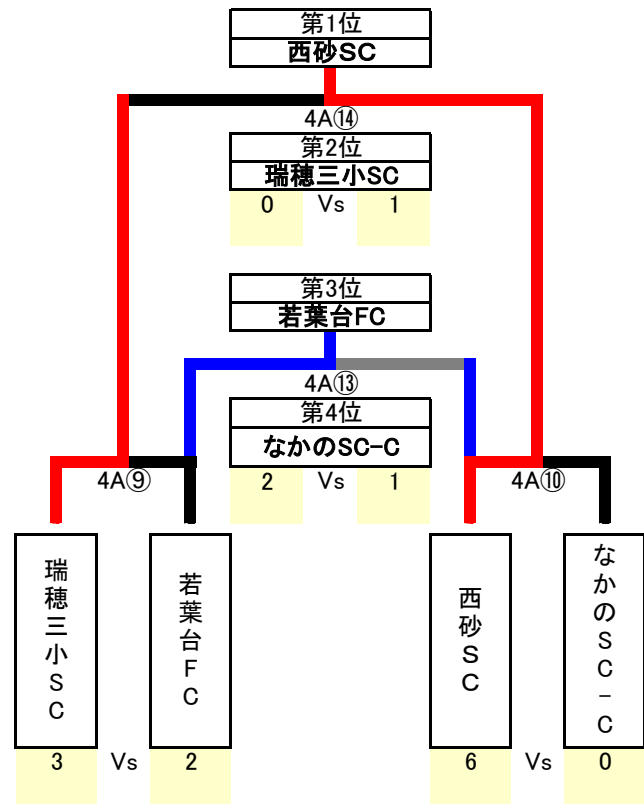 第1位
西砂SC
4A⑭
第2位
瑞穂三小SC
0 Vs 1
第3位
若葉台FC
4A⑬
第4位
なかのSC-C
2 Vs 1
4A⑨
4A⑩
瑞穂三小SC
若葉台FC
西砂SC
なかのSC-C
3 Vs 2
6 Vs 0